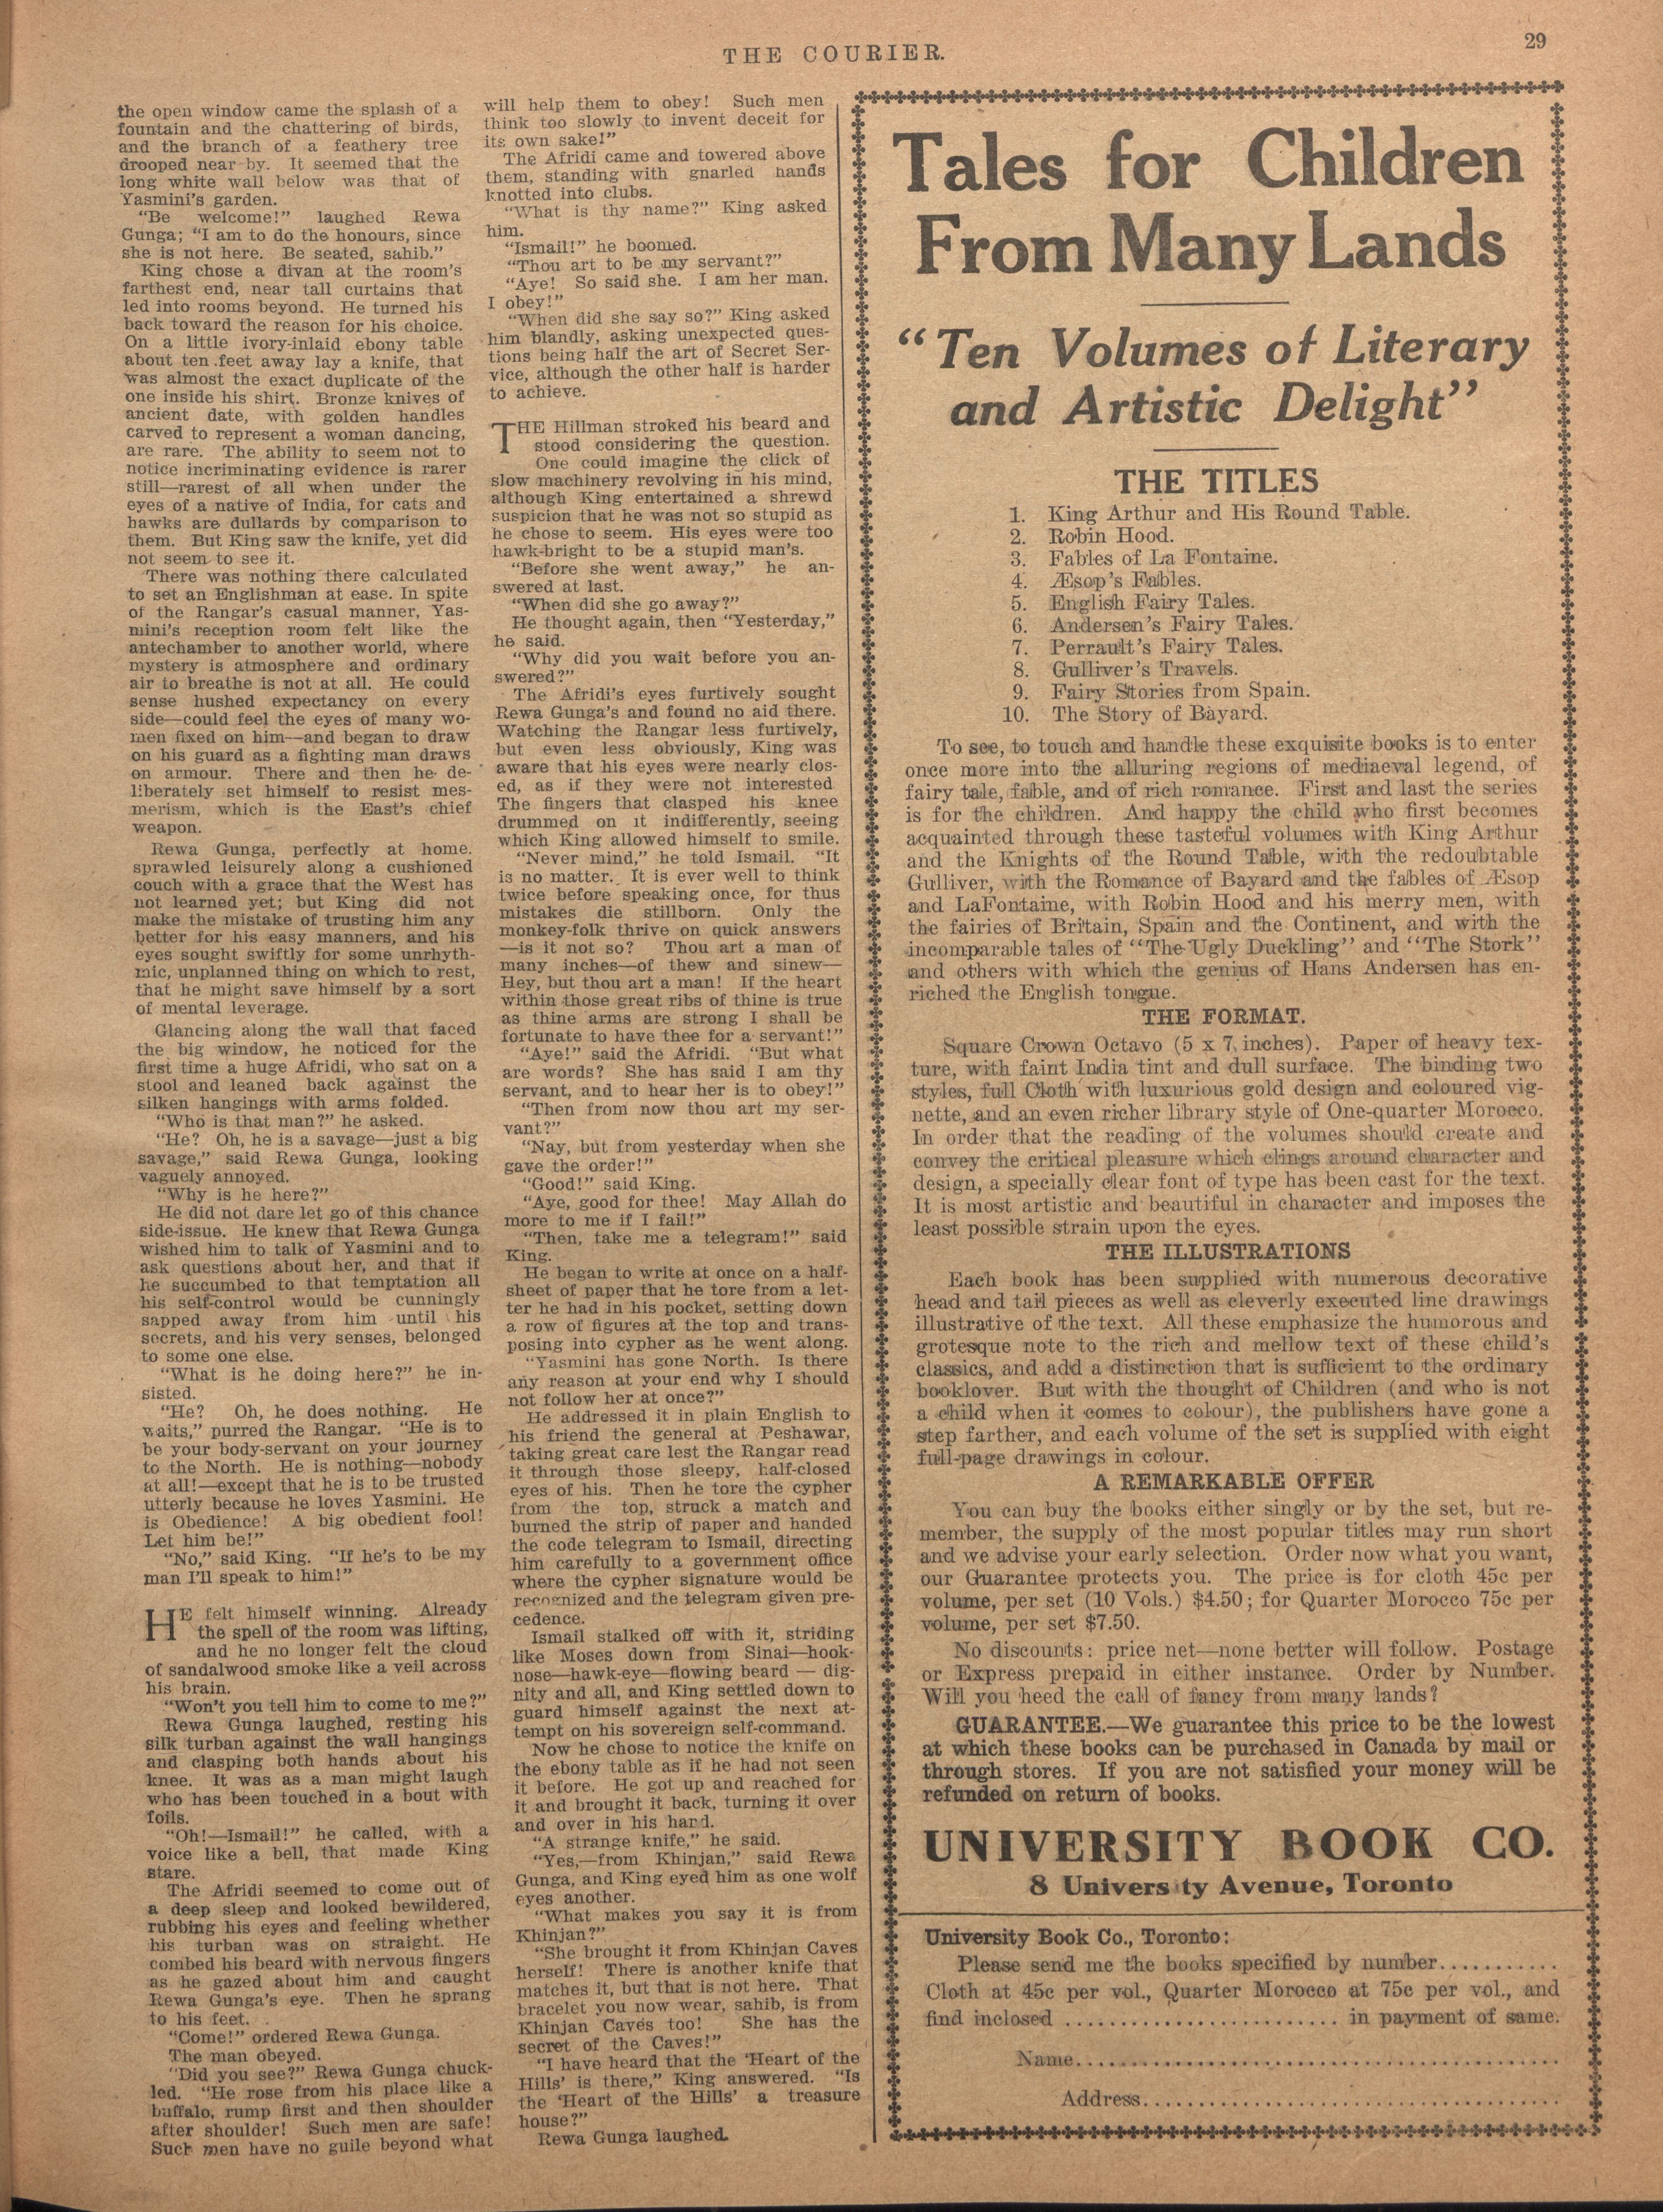 THE COURIER.
29
the open window came the splash of a
fountain and the chattering of birds,
and the branch of a feathery tree
drooped near-by. It seemed that the
long white wall below was that of
Yasmini's garden.
"Be welcome!" laughed Rewa
Gunga; "I am to do the honours, since
she is not here. Be seated, sahib."
King chose a divan at the room's
farthest end, near tall curtains that
led into rooms beyond. He turned his
back toward the reason for his choice.
On a little ivory-inlaid ebony table
about ten feet away lay a knife, that
was almost the exact duplicate of the
one inside his shirt. Bronze knives of
ancient date, with golden handles
carved to represent a woman dancing,
are rare. The ability to seem not to
notice incriminating evidence is rarer
still—rarest of all when under the
eyes of a native of India, for cats and
hawks are dullards by comparison to
them. But King saw the knife, yet did
not seem to see it.
There was nothing there calculated
to set an Englishman at ease. In spite
of the Rangar's casual manner, Yas-
mini's reception room felt like the
antechamber to another world, where
mystery is atmosphere and ordinary
air to breathe is not at all. He could
sense hushed expectancy on every
side—could feel the eyes of many wo-
men fixed on him—and began to draw
on his guard as a fighting man draws
on armour. There and then he de-
liberately set himself to resist mes-
merism, which is the East's chief
weapon.
Rewa Gunga, perfectly at home.
sprawled leisurely along a cushioned
couch with a grace that the West has
not learned yet; but King did not
make the mistake of trusting him any
better for his easy manners, and his
eyes sought swiftly for some unrhyth-
mic, unplanned thing on which to rest,
that he might save himself by a sort
of mental leverage.
Glancing along the wall that faced
the big window, he noticed for the
first time a huge Afridi, who sat on a
stool and leaned back against the
silken hangings with arms folded.
"Who is that man?" he asked.
"He? Oh, he is a savage—just a big
savage," said Rewa Gunga, looking
vaguely annoyed.
"Why is he here?"
He did not dare let go of this chance
side-issue. He knew that Rewa Gunga
wished him to talk of Yasmini and to
ask questions about her, and that if
he succumbed to that temptation all
his self-control would be cunningly
sapped away from him until his
secrets, and his very senses, belonged
to some one else.
"What is he doing here?" he in-
sisted.
"He? Oh, he does nothing. He
waits," purred the Rangar. "He is to
be your body-servant on your journey
to the North. He is nothing—nobody
at all!—except that he is to be trusted
utterly because he loves Yasmini. He
is Obedience! A big obedient fool!
Let him be!"
"No," said King. "If he's to be my
man I'll speak to him!"
HE felt himself winning. Already
the spell of the room was lifting,
and he no longer felt the cloud
of sandalwood smoke like a veil across
his brain.
"Won't you tell him to come to me?"
Rewa Gunga laughed, resting his
silk turban against the wall hangings
and clasping both hands about his
knee. It was as a man might laugh
who has been touched in a bout with
foils.
"Oh!—Ismail!" he called, with a
voice like a bell, that made King
stare.
The Afridi seemed to come out of
a deep sleep and looked bewildered,
rubbing his eyes and feeling whether
his turban was on straight. He
combed his beard with nervous fingers
as he gazed about him and caught
Rewa Gunga's eye. Then he sprang
to his feet.
"Come!" ordered Rewa Gunga.
The man obeyed.
"Did you see?" Rewa Gunga chuck-
led. "He rose from his place like a
buffalo, rump first and then shoulder
after shoulder! Such men are safe!
Such men have no guile beyond what
will help them to obey! Such men
think too slowly to invent deceit for
its own sake!"
The Afridi came and towered above
them, standing with gnarled hands
knotted into clubs.
"What is thy name?" King asked
him.
"Ismail!" he boomed.
"Thou art to be my servant?"
"Aye! So said she. I am her man.
I obey!"
"When did she say so?" King asked
him blandly, asking unexpected ques-
tions being half the art of Secret Ser-
vice, although the other half is harder
to achieve.
THE Hillman stroked his beard and
stood considering the question.
One could imagine the click of
slow machinery revolving in his mind,
although King entertained a shrewd
suspicion that he was not so stupid as
he chose to seem. His eyes were too
hawk-bright to be a stupid man's.
"Before she went away," he an-
swered at last.
"When did she go away?"
He thought again, then "Yesterday,"
he said.
"Why did you wait before you an-
swered?"
The Afridi's eyes furtively sought
Rewa Gunga's and found no aid there.
Watching the Rangar less furtively,
but even less obviously, King was
aware that his eyes were nearly clos-
ed, as if they were not interested
The fingers that clasped his knee
drummed on it indifferently, seeing
which King allowed himself to smile.
"Never mind," he told Ismail. "It
is no matter. It is ever well to think
twice before speaking once, for thus
mistakes die stillborn. Only the
monkey-folk thrive on quick answers
—is it not so? Thou art a man of
many inches—of thew and sinew—
Hey, but thou art a man! If the heart
within those great ribs of thine is true
as thine arms are strong I shall be
fortunate to have thee for a servant!"
"Aye!" said the Afridi. "But what
are words? She has said I am thy
servant, and to hear her is to obey!"
"Then from now thou art my ser-
vant?"
"Nay, but from yesterday when she
gave the order!"
"Good!" said King.
"Aye, good for thee! May Allah do
more to me if I fail!"
"Then, take me a telegram!" said
King.
He began to write at once on a half-
sheet of paper that he tore from a let-
ter he had in his pocket, setting down
a row of figures at the top and trans-
posing into cypher as he went along.
"Yasmini has gone North. Is there
any reason at your end why I should
not follow her at once?"
He addressed it in plain English to
his friend the general at Peshawar,
taking great care lest the Rangar read
it through those sleepy, half-closed
eyes of his. Then he tore the cypher
from the top, struck a match and
burned the strip of paper and handed
the code telegram to Ismail, directing
him carefully to a government office
where the cypher signature would be
recognized and the telegram given pre-
cedence.
Ismail stalked off with it, striding
like Moses down from Sinai—hook-
nose—hawk-eye—flowing beard — dig-
nity and all, and King settled down to
guard himself against the next at-
tempt on his sovereign self-command.
Now he chose to notice the knife on
the ebony table as if he had not seen
it before. He got up and reached for
it and brought it back, turning it over
and over in his hand.
"A strange knife," he said.
"Yes,—from Khinjan," said Rewa
Gunga, and King eyed him as one wolf
eyes another.
"What makes you say it is from
Khinjan?"
"She brought it from Khinjan Caves
herself! There is another knife that
matches it, but that is not here. That
bracelet you now wear, sahib, is from
Khinjan Caves too! She has the
secret of the Caves!"
"I have heard that the 'Heart of the
Hills' is there," King answered. "Is
the 'Heart of the Hills' a treasure
house?"
Rewa Gunga laughed.
Tales for Children
From Many Lands
"Ten Volumes of Literary
and Artistic Delight"
THE TITLES
1. King Arthur and His Round Table.
2. Robin Hood.
3. Fables of La Fontaine.
4. Æsop's Fables.
5. English Fairy Tales.
6. Andersen's Fairy Tales.
7. Perrault's Fairy Tales.
8. Gulliver's Travels.
9. Fairy Stories from Spain.
10. The Story of Bayard.
To see, to touch and handle these exquisite books is to enter
once more into the alluring regions of mediaeval legend, of
fairy tale, fable, and of rich romance. First and last the series
is for the children. And happy the child who first becomes
acquainted through these tasteful volumes with King Arthur
and the Knights of the Round Table, with the redoubtable
Gulliver, with the Romance of Bayard and the fables of Æsop
and LaFontaine, with Robin Hood and his merry men, with
the fairies of Britain, Spain and the Continent, and with the
incomparable tales of "The Ugly Duckling" and "The Stork"
and others with which the genius of Hans Andersen has en-
riched the English tongue.
THE FORMAT.
Square Crown Octavo (5 x 7 inches). Paper of heavy tex-
ture, with faint India tint and dull surface. The binding two
styles, full Cloth with luxurious gold design and coloured vig-
nette, and an even richer library style of One-quarter Morocco.
In order that the reading of the volumes should create and
convey the critical pleasure which clings around character and
design, a specially clear font of type has been cast for the text.
It is most artistic and beautiful in character and imposes the
least possible strain upon the eyes.
THE ILLUSTRATIONS
Each book has been supplied with numerous decorative
head and tail pieces as well as cleverly executed line drawings
illustrative of the text. All these emphasize the humorous and
grotesque note to the rich and mellow text of these child's
classics, and add a distinction that is sufficient to the ordinary
booklover. But with the thought of Children (and who is not
a child when it comes to colour), the publishers have gone a
step farther, and each volume of the set is supplied with eight
full-page drawings in colour.
A REMARKABLE OFFER
You can buy the books either singly or by the set, but re-
member, the supply of the most popular titles may run short
and we advise your early selection. Order now what you want,
our Guarantee protects you. The price is for cloth 45c per
volume, per set (10 Vols.) $4.50; for Quarter Morocco 75c per
volume, per set $7.50.
No discounts: price net—none better will follow. Postage
or Express prepaid in either instance. Order by Number.
Will you heed the call of fancy from many lands?
GUARANTEE.—We guarantee this price to be the lowest
at which these books can be purchased in Canada by mail or
through stores. If you are not satisfied your money will be
refunded on return of books.
UNIVERSITY BOOK CO.
8 University Avenue, Toronto
University Book Co., Toronto:
Please send me the books specified by number...........
Cloth at 45c per vol., Quarter Morocco at 75c per vol., and
find inclosed .......................... in payment of same.
Name..............................................
Address........................................